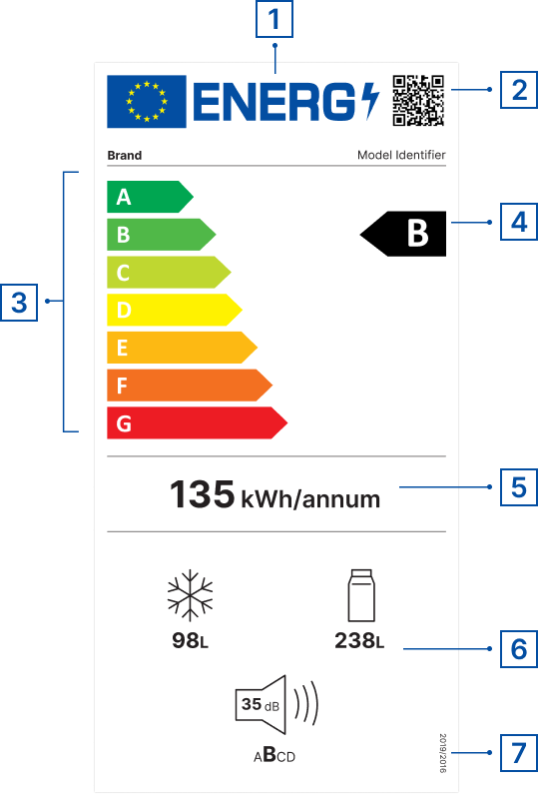 1
ENERG
2
Brand
Model Identifier
A
B
B
4
C
3
D
E
F
G
135 kWh/annum
5
98L
238L
6
35 dB
ABCD
2019/2016
7